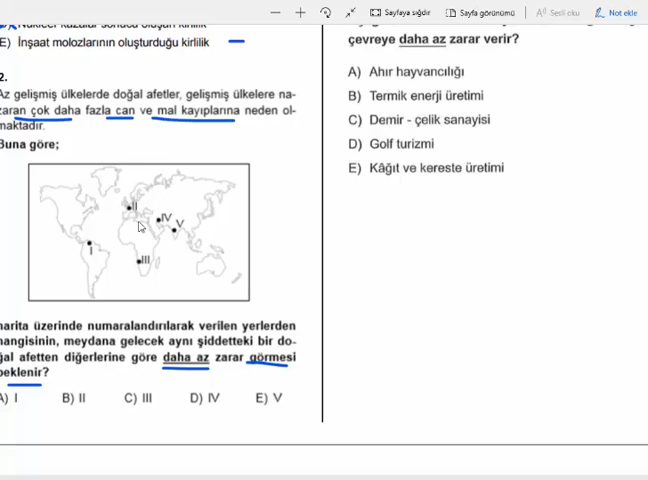 Sayfaya sığdır
Sayfa görünümü
Sesli oku
Not ekle
E) İnşaat molozlarının oluşturduğu kirlilik
2.
Az gelişmiş ülkelerde doğal afetler, gelişmiş ülkelere na-
zaran çok daha fazla can ve mal kayıplarına neden ol-
maktadır.
Buna göre;
I
II
III
IV
V
harita üzerinde numaralandırılarak verilen yerlerden
hangisinin, meydana gelecek aynı şiddetteki bir do-
ğal afetten diğerlerine göre daha az zarar görmesi
beklenir?
A) I B) II C) III D) IV E) V
çevreye daha az zarar verir?
A) Ahır hayvancılığı
B) Termik enerji üretimi
C) Demir - çelik sanayisi
D) Golf turizmi
E) Kâğıt ve kereste üretimi